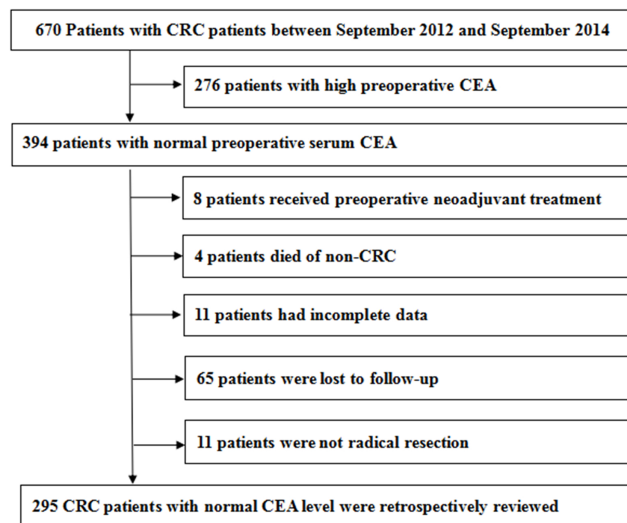 670 Patients with CRC patients between September 2012 and September 2014
276 patients with high preoperative CEA
394 patients with normal preoperative serum CEA
8 patients received preoperative neoadjuvant treatment
4 patients died of non-CRC
11 patients had incomplete data
65 patients were lost to follow-up
11 patients were not radical resection
295 CRC patients with normal CEA level were retrospectively reviewed